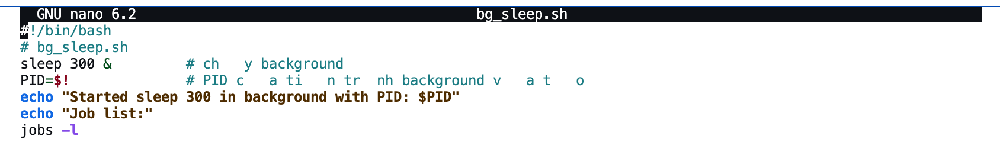 GNU nano 6.2 bg_sleep.sh
#!/bin/bash
# bg_sleep.sh
sleep 300 & # ch y background
PID=$! # PID c a ti n tr nh background v a t o
echo "Started sleep 300 in background with PID: $PID"
echo "Job list:"
jobs -l